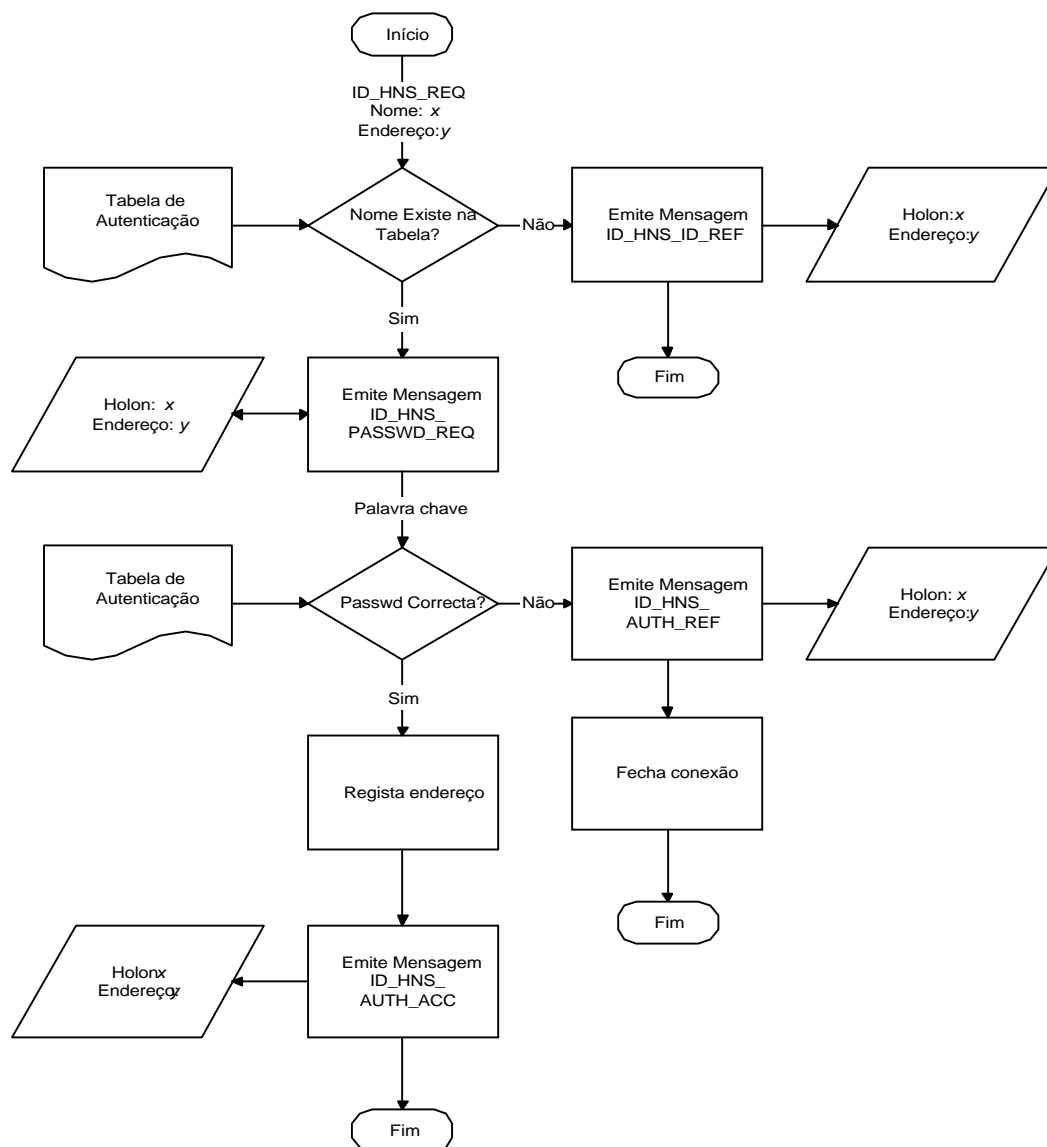 Início
ID_HNS_REQ
Nome: x
Endereço:y
Tabela de
Autenticação
Nome Existe na
Tabela?
Não
Emite Mensagem
ID_HNS_ID_REF
Holon:x
Endereço:y
Sim
Fim
Holon: x
Endereço: y
Emite Mensagem
ID_HNS_
PASSWD_REQ
Palavra chave
Tabela de
Autenticação
Passwd Correcta?
Não
Emite Mensagem
ID_HNS_
AUTH_REF
Holon: x
Endereço:y
Sim
Regista endereço
Fecha conexão
Fim
Holon:x
Endereço:y
Emite Mensagem
ID_HNS_
AUTH_ACC
Fim